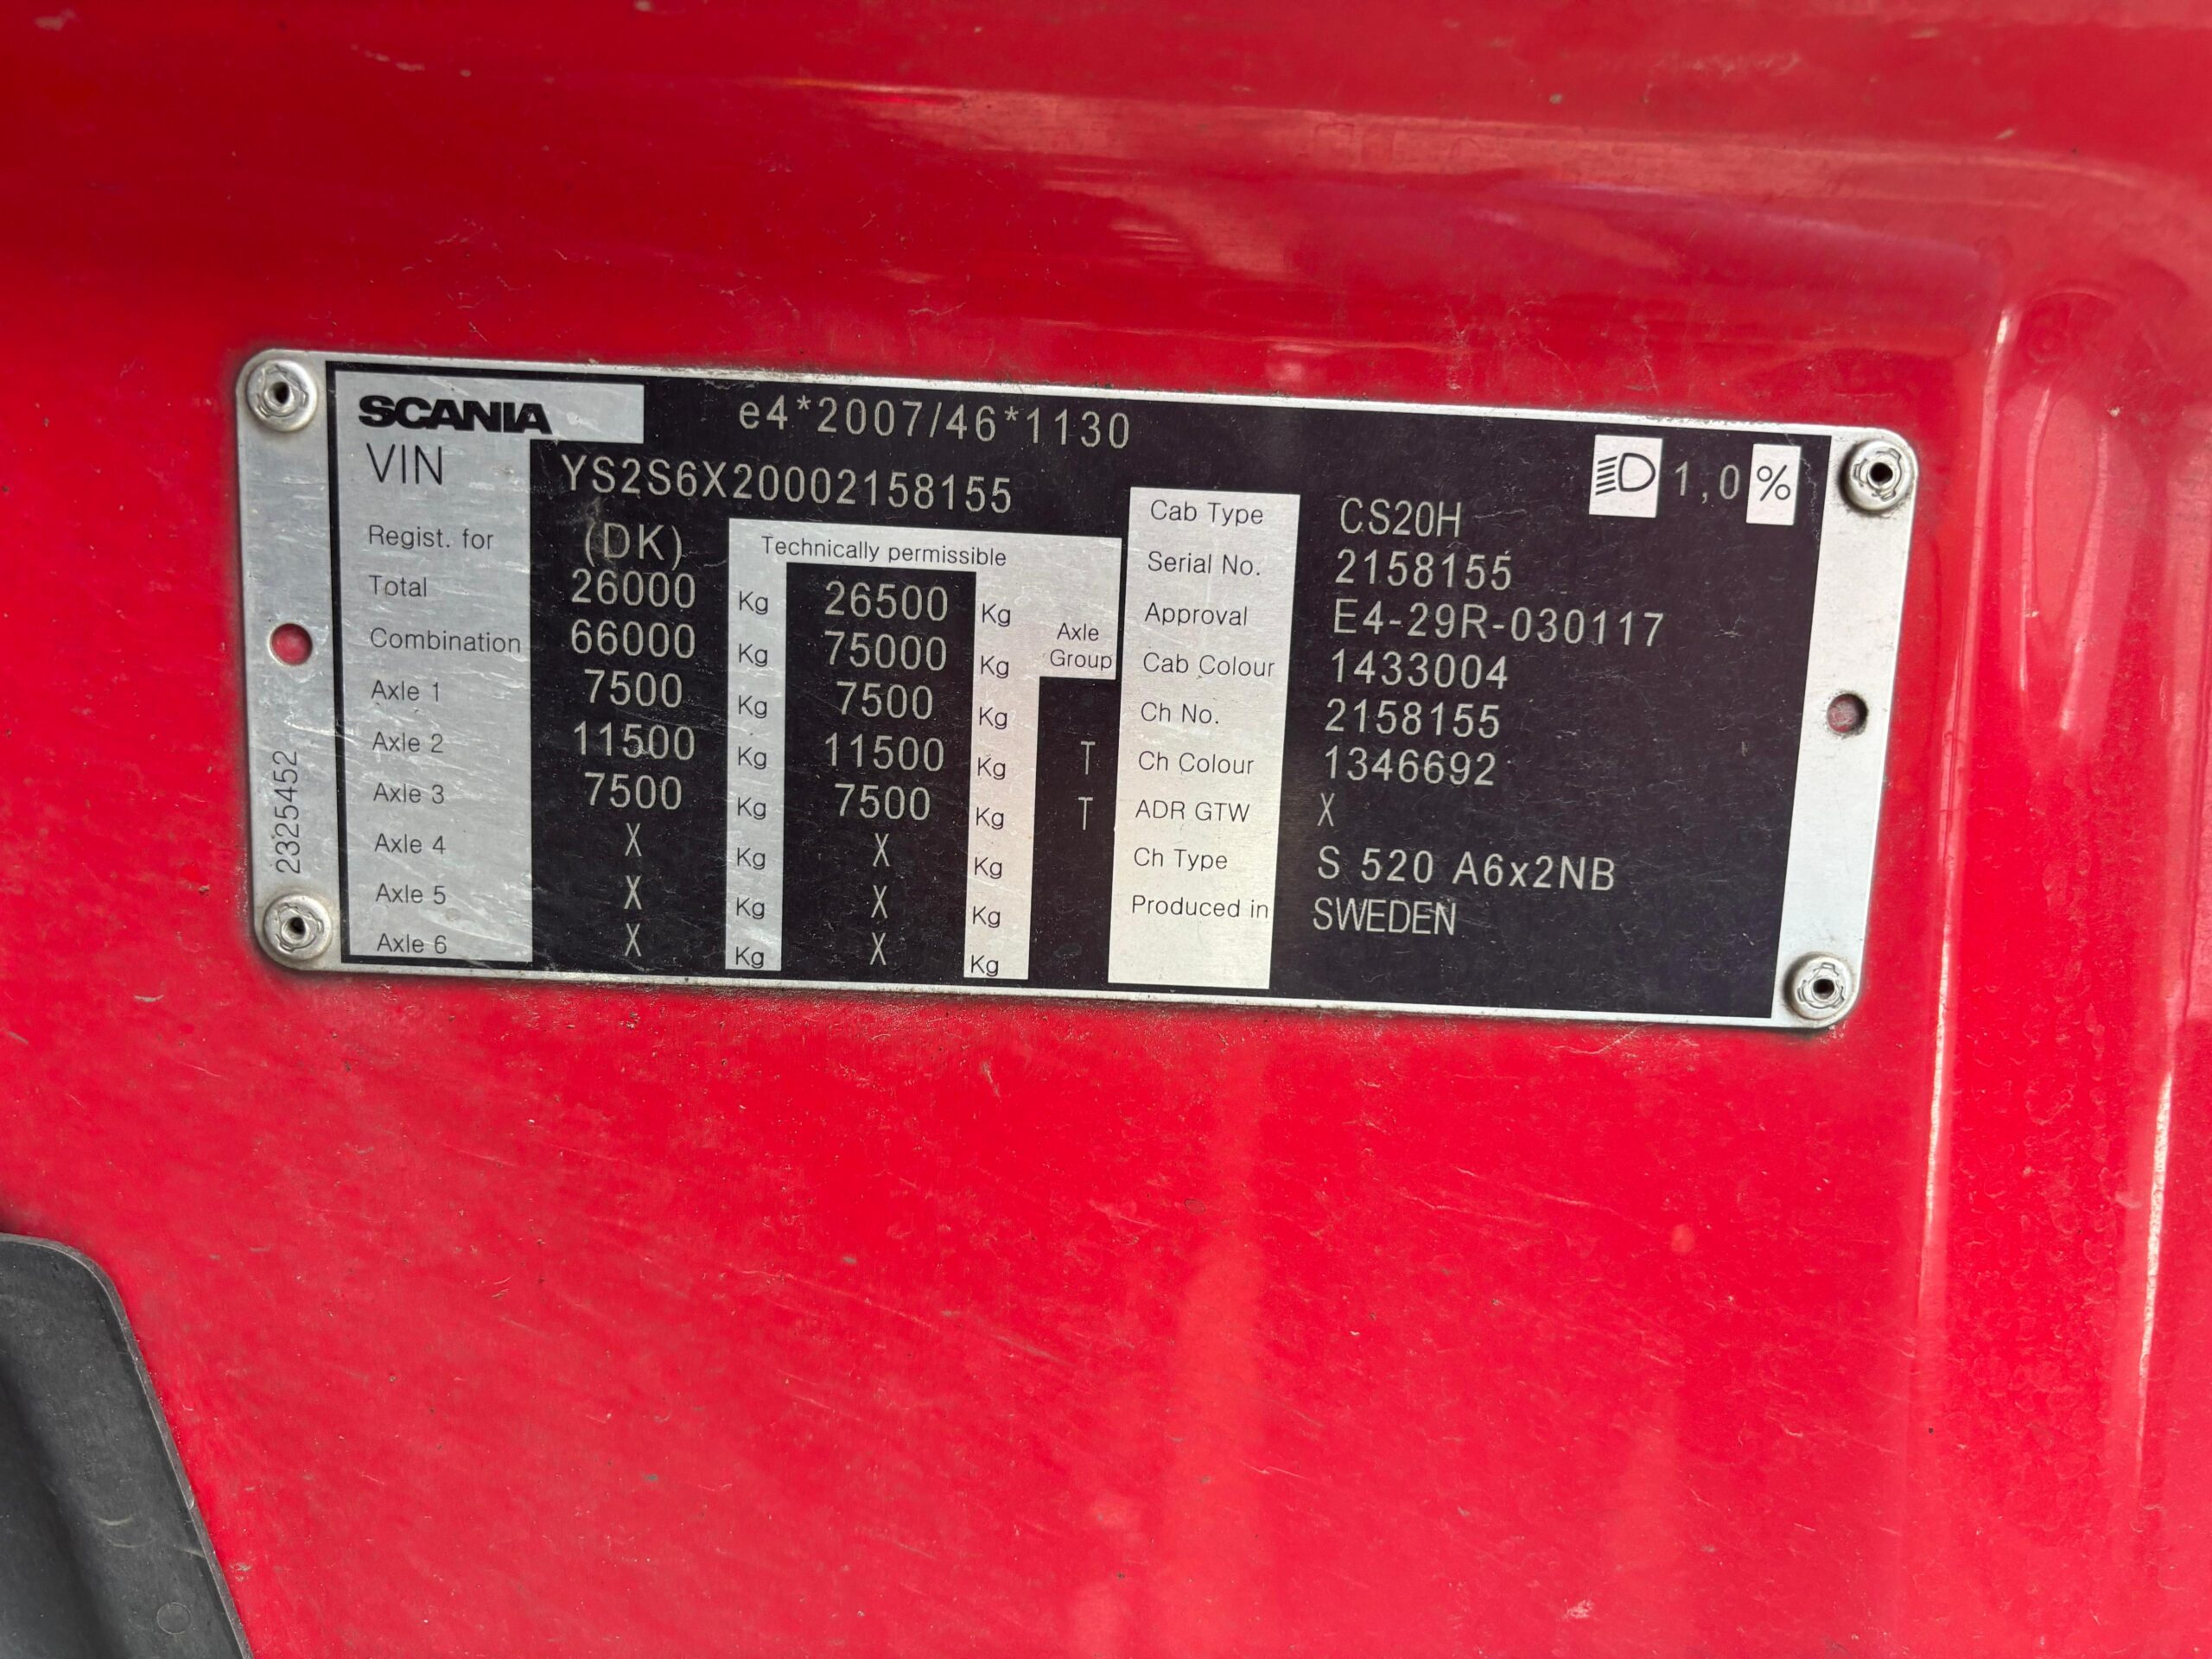 SCANIA e4*2007/46*1130
VIN YS2S6X20002158155
1,0 %
Regist. for (DK)
Technically permissible
Total 26000 Kg 26500 Kg
Combination 66000 Kg 75000 Kg
Axle Group
Axle 1 7500 Kg 7500 Kg
Axle 2 11500 Kg 11500 Kg T
Axle 3 7500 Kg 7500 Kg T
Axle 4 X Kg X Kg
Axle 5 X Kg X Kg
Axle 6 X Kg X Kg
Cab Type CS20H
Serial No. 2158155
Approval E4-29R-030117
Cab Colour 1433004
Ch No. 2158155
Ch Colour 1346692
ADR GTW X
Ch Type S 520 A6x2NB
Produced in SWEDEN
2325452